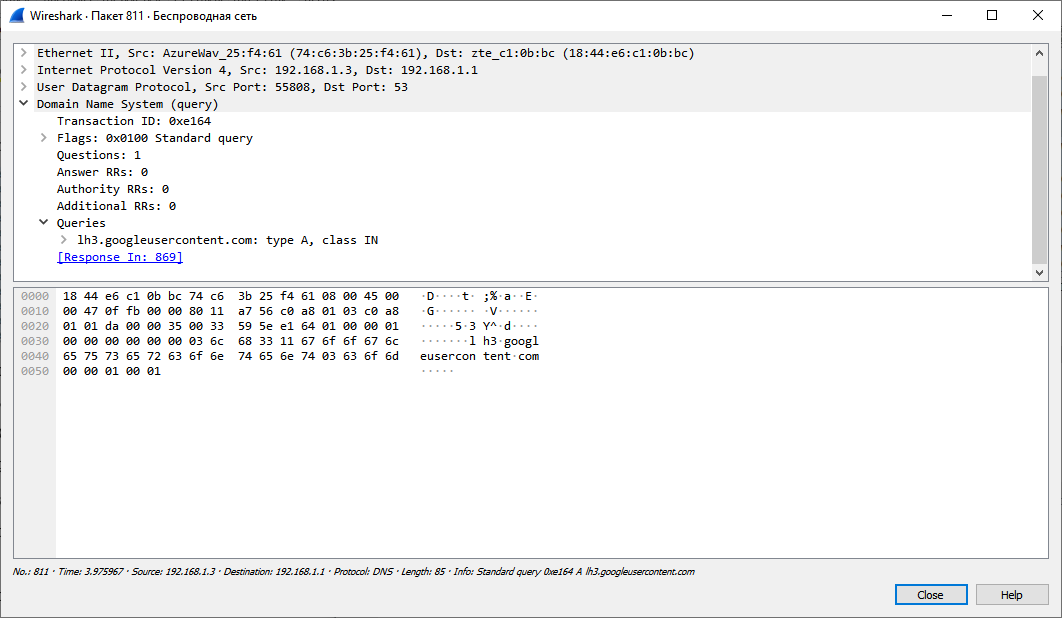 Wireshark · Пакет 811 · Беспроводная сеть
Ethernet II, Src: AzureWav_25:f4:61 (74:c6:3b:25:f4:61), Dst: zte_c1:0b:bc (18:44:e6:c1:0b:bc)
Internet Protocol Version 4, Src: 192.168.1.3, Dst: 192.168.1.1
User Datagram Protocol, Src Port: 55808, Dst Port: 53
Domain Name System (query)
Transaction ID: 0xe164
Flags: 0x0100 Standard query
Questions: 1
Answer RRs: 0
Authority RRs: 0
Additional RRs: 0
Queries
lh3.googleusercontent.com: type A, class IN
[Response In: 869]
0000 18 44 e6 c1 0b bc 74 c6 3b 25 f4 61 08 00 45 00 ·D····t· ;%·a··E·
0010 00 47 0f fb 00 00 80 11 a7 56 c0 a8 01 03 c0 a8 ·G······ ·V······
0020 01 01 da 00 00 35 00 33 59 5e e1 64 01 00 00 01 ·····5·3 Y^·d····
0030 00 00 00 00 00 00 03 6c 68 33 11 67 6f 6f 67 6c ·······l h3·googl
0040 65 75 73 65 72 63 6f 6e 74 65 6e 74 03 63 6f 6d eusercon tent·com
0050 00 00 01 00 01 ·····
No.: 811 · Time: 3.975967 · Source: 192.168.1.3 · Destination: 192.168.1.1 · Protocol: DNS · Length: 85 · Info: Standard query 0xe164 A lh3.googleusercontent.com
Close Help